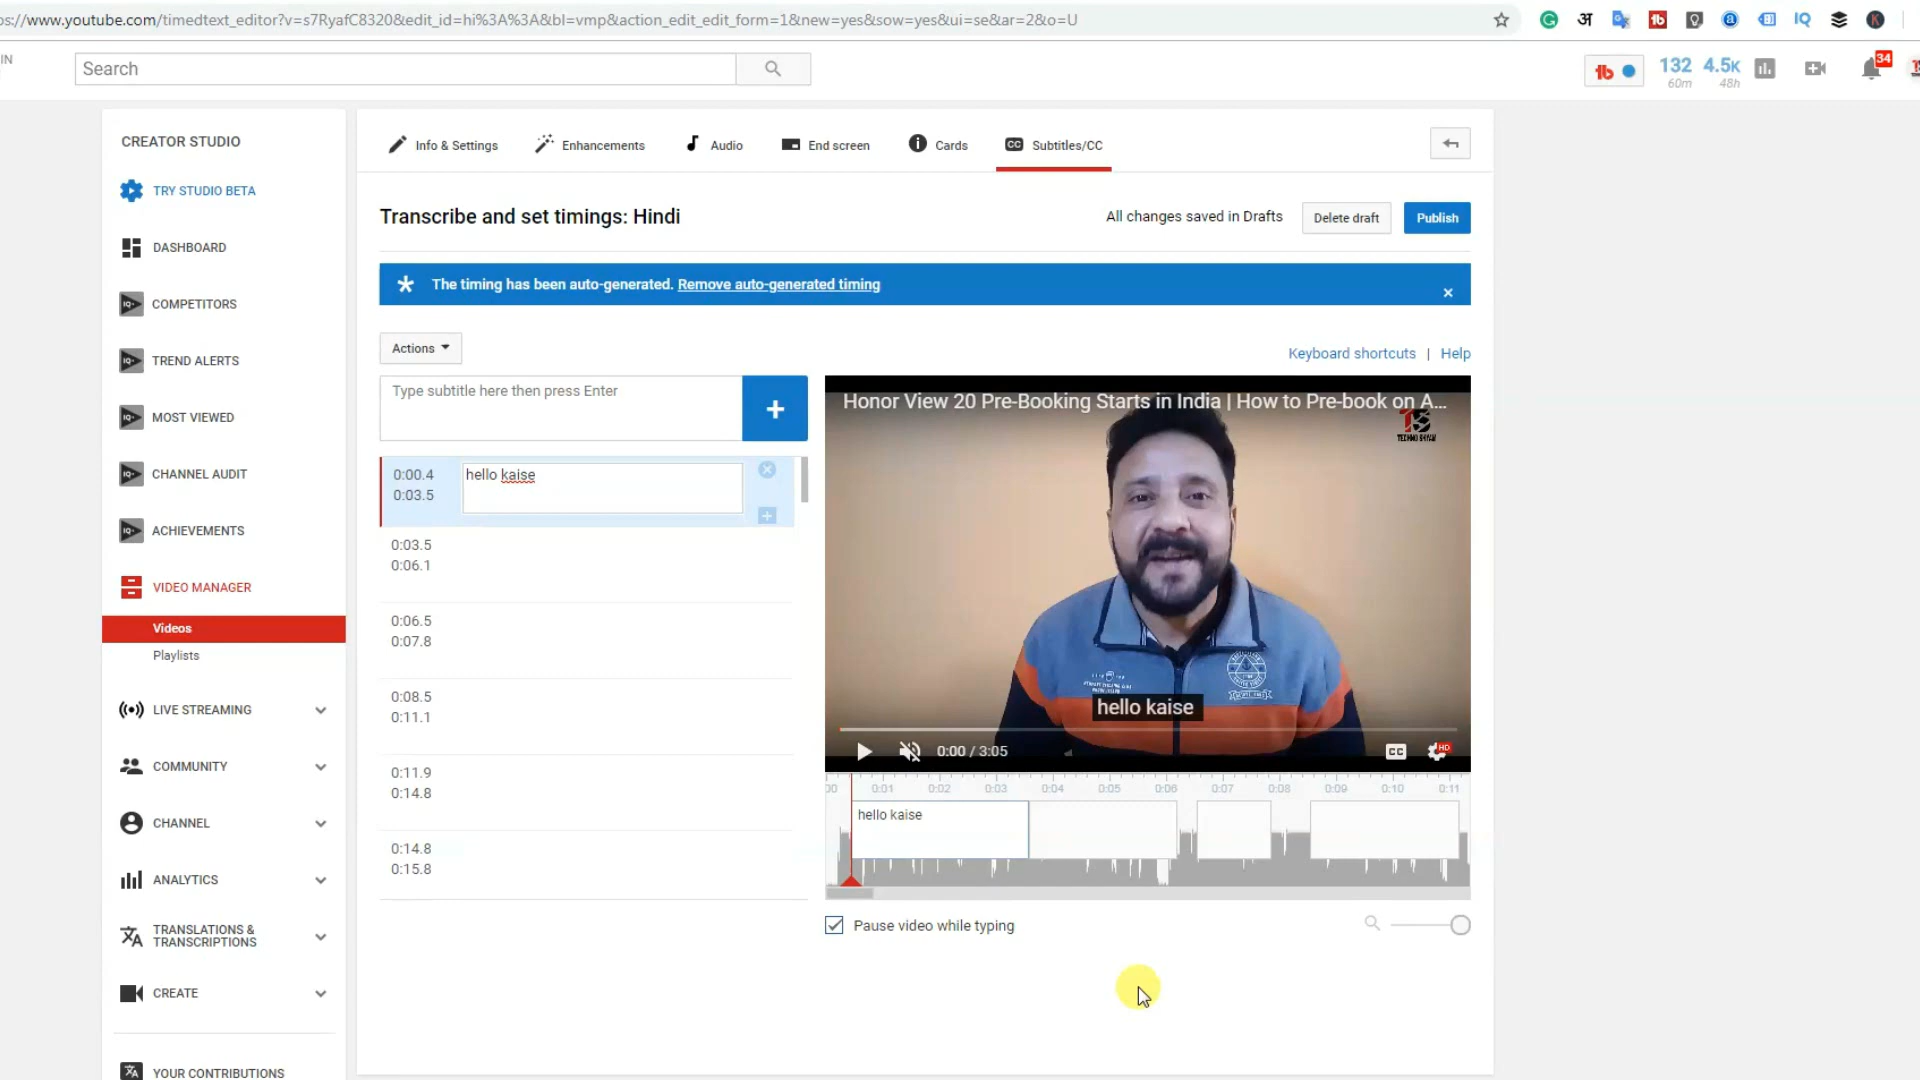 ps://www.youtube.com/timedtext_editor?v=s7RyafC8320&edit_id=hi%3A%3A&bl=vmp&action_edit_edit_form=1&new=yes&sow=yes&ui=se&ar=2&o=U
IN
Search
132 4.5K
60m 48h
34
CREATOR STUDIO
TRY STUDIO BETA
DASHBOARD
COMPETITORS
TREND ALERTS
MOST VIEWED
CHANNEL AUDIT
ACHIEVEMENTS
VIDEO MANAGER
Videos
Playlists
LIVE STREAMING
COMMUNITY
CHANNEL
ANALYTICS
TRANSLATIONS &
TRANSCRIPTIONS
CREATE
YOUR CONTRIBUTIONS
Info & Settings
Enhancements
Audio
End screen
Cards
CC Subtitles/CC
Transcribe and set timings: Hindi
All changes saved in Drafts
Delete draft
Publish
The timing has been auto-generated. Remove auto-generated timing
Actions
Keyboard shortcuts | Help
Type subtitle here then press Enter
0:00.4
0:03.5
hello kaise
0:03.5
0:06.1
0:06.5
0:07.8
0:08.5
0:11.1
0:11.9
0:14.8
0:14.8
0:15.8
Honor View 20 Pre-Booking Starts in India | How to Pre-book on A...
TS
TECHNO SHYAM
hello kaise
0:00 / 3:05
CC
HD
00 0:01 0:02 0:03 0:04 0:05 0:06 0:07 0:08 0:09 0:10 0:11
hello kaise
Pause video while typing